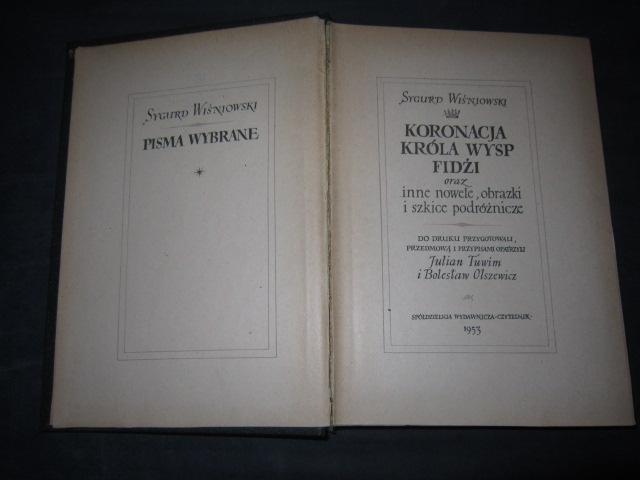 SYGURD WIŚNIOWSKI
PISMA WYBRANE
SYGURD WIŚNIOWSKI
KORONACJA
KRÓLA WYSP
FIDŻI
oraz
inne nowele, obrazki
i szkice podróżnicze
DO DRUKU PRZYGOTOWALI,
PRZEDMOWĄ I PRZYPISAMI OPATRZYLI
Julian Tuwim
i Bolesław Olszewicz
SPÓŁDZIELNIA WYDAWNICZA-CZYTELNIK-
1953